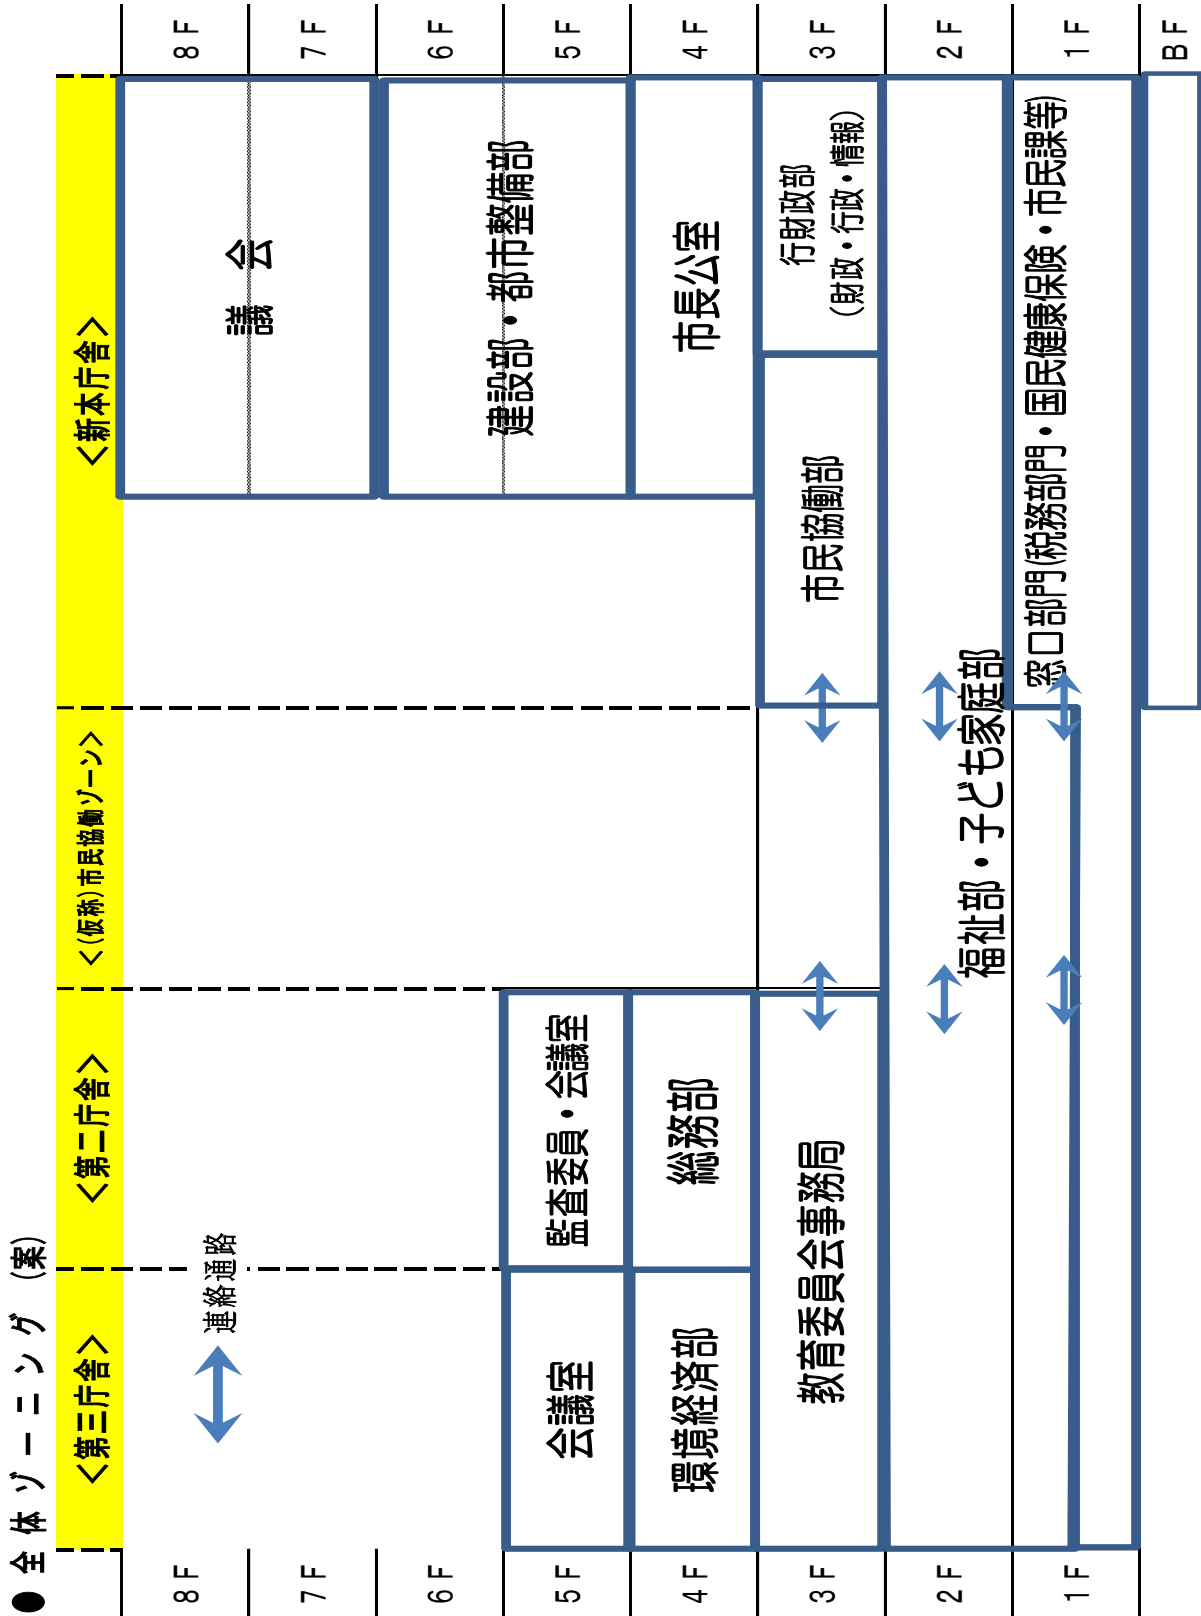 ●全体ゾーニング（案）
＜第三庁舎＞
＜第二庁舎＞
＜(仮称)市民協働ゾーン＞
＜新本庁舎＞
8F
連絡通路
議　会
8F
7F
7F
6F
建設部・都市整備部
6F
5F
会議室
監査委員・会議室
5F
4F
環境経済部
総務部
市長公室
4F
3F
教育委員会事務局
市民協働部
行財政部
（財政・行政・情報）
3F
2F
福祉部・子ども家庭部
2F
1F
窓口部門(税務部門・国民健康保険・市民課等)
1F
BF